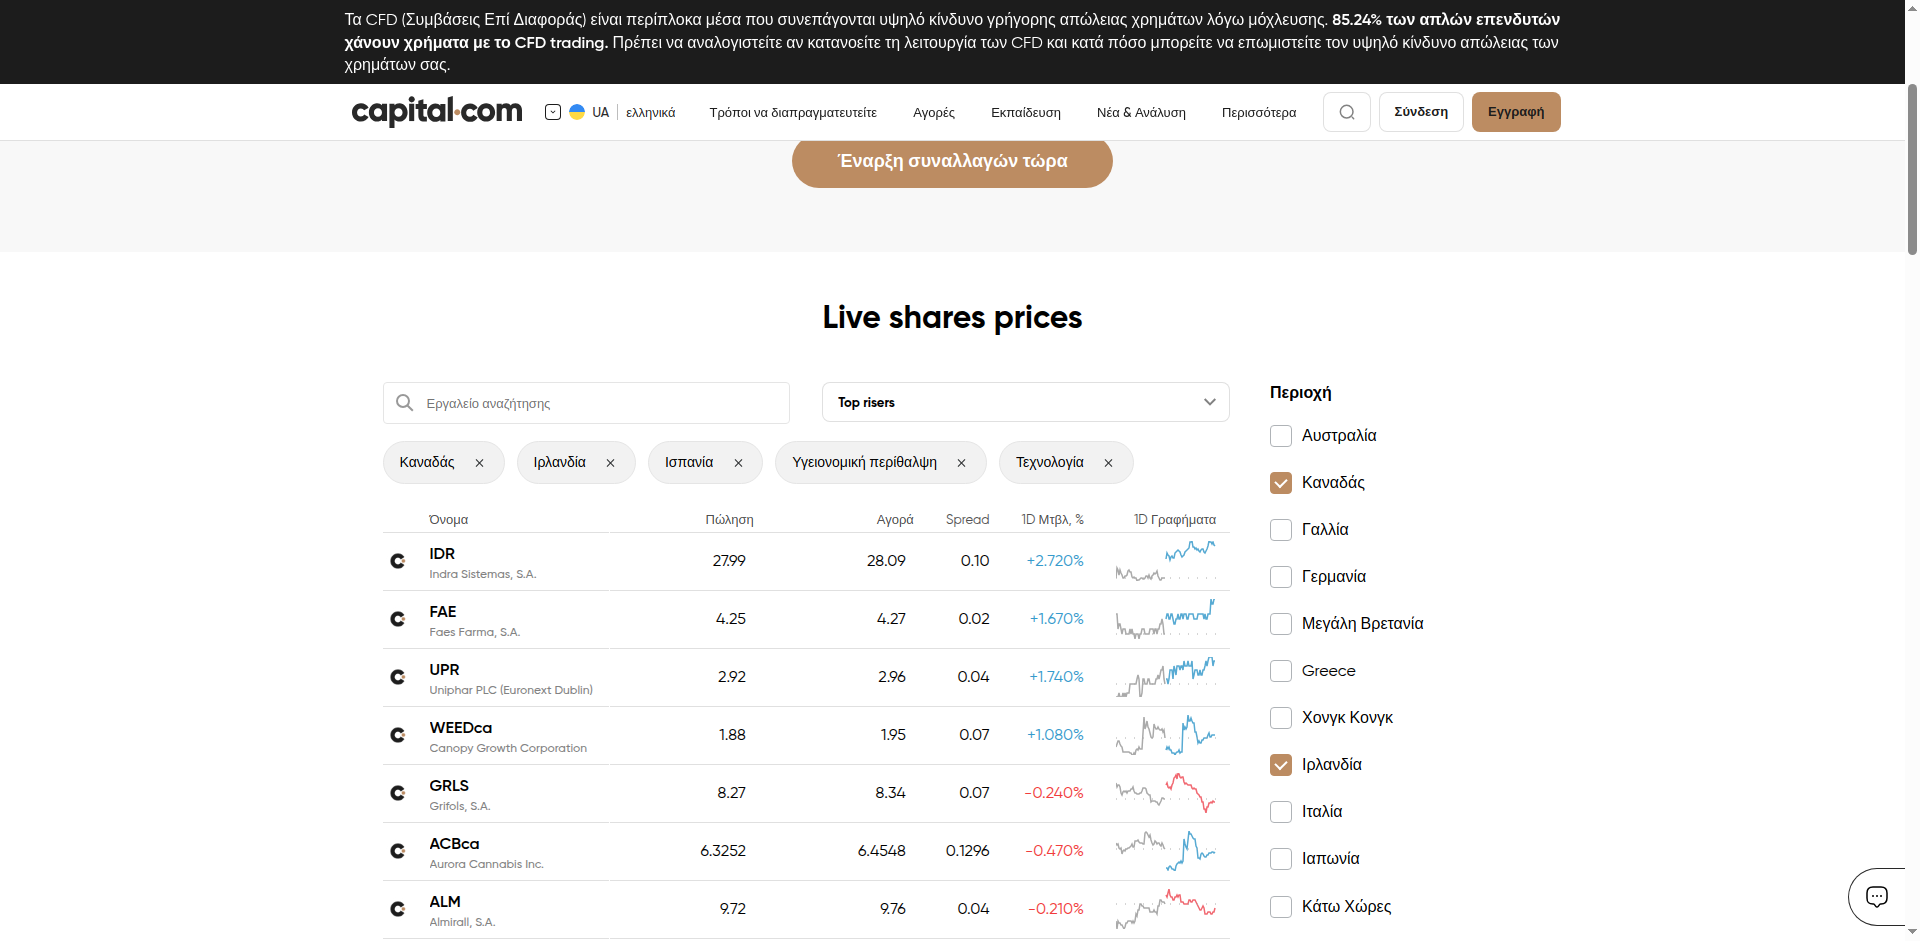 Τα CFD (Συμβάσεις Επί Διαφοράς) είναι περίπλοκα μέσα που συνεπάγονται υψηλό κίνδυνο γρήγορης απώλειας χρημάτων λόγω μόχλευσης. 85.24% των απλών επενδυτών
χάνουν χρήματα με το CFD trading. Πρέπει να αναλογιστείτε αν κατανοείτε τη λειτουργία των CFD και κατά πόσο μπορείτε να επωμιστείτε τον υψηλό κίνδυνο απώλειας των
χρημάτων σας.
capital.com UA ελληνικά Τρόποι να διαπραγματευτείτε Αγορές Εκπαίδευση Νέα & Ανάλυση Περισσότερα Σύνδεση Εγγραφή
Έναρξη συναλλαγών τώρα
Live shares prices
Εργαλείο αναζήτησης Top risers
Καναδάς Ιρλανδία Ισπανία Υγειονομική περίθαλψη Τεχνολογία
Όνομα Πώληση Αγορά Spread 1D Μτβλ, % 1D Γραφήματα
IDR 27.99 28.09 0.10 +2.720%
Indra Sistemas, S.A.
FAE 4.25 4.27 0.02 +1.670%
Faes Farma, S.A.
UPR 2.92 2.96 0.04 +1.740%
Uniphar PLC (Euronext Dublin)
WEEDca 1.88 1.95 0.07 +1.080%
Canopy Growth Corporation
GRLS 8.27 8.34 0.07 -0.240%
Grifols, S.A.
ACBca 6.3252 6.4548 0.1296 -0.470%
Aurora Cannabis Inc.
ALM 9.72 9.76 0.04 -0.210%
Almirall, S.A.
Περιοχή
Αυστραλία
Καναδάς
Γαλλία
Γερμανία
Μεγάλη Βρετανία
Greece
Χονγκ Κονγκ
Ιρλανδία
Ιταλία
Ιαπωνία
Κάτω Χώρες